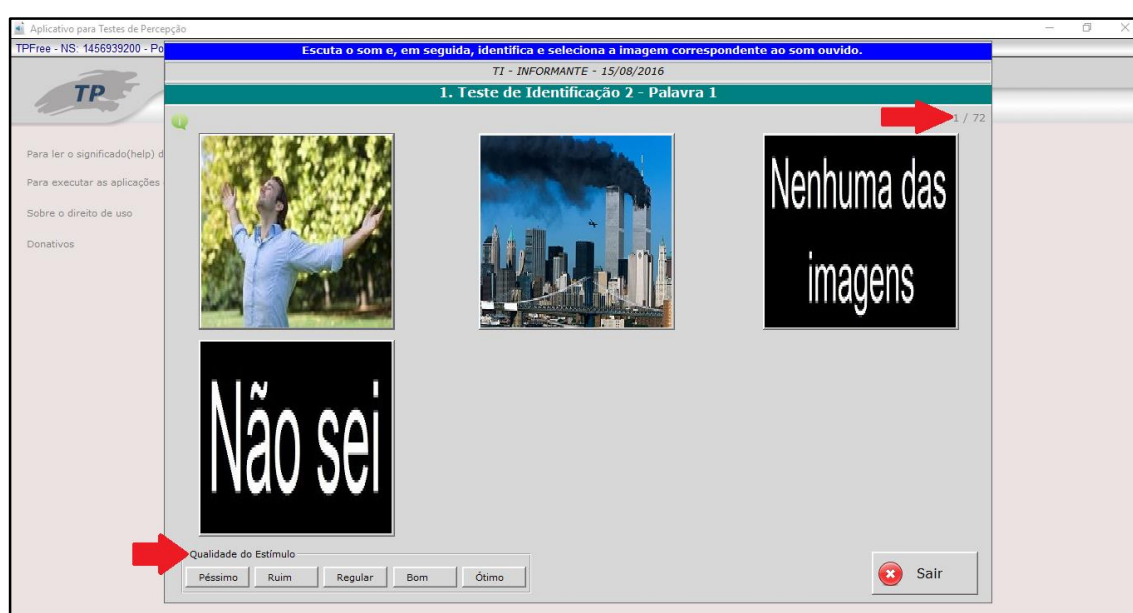 Aplicativo para Testes de Percepção
TPFree - NS: 1456939200 - Po
Escuta o som e, em seguida, identifica e seleciona a imagem correspondente ao som ouvido.
TI - INFORMANTE - 15/08/2016
TP
1. Teste de Identificação 2 - Palavra 1
1 / 72
Para ler o significado(help) d
Para executar as aplicações
Sobre o direito de uso
Donativos
Nenhuma das
imagens
Não sei
Qualidade do Estímulo
Péssimo Ruim Regular Bom Ótimo
Sair